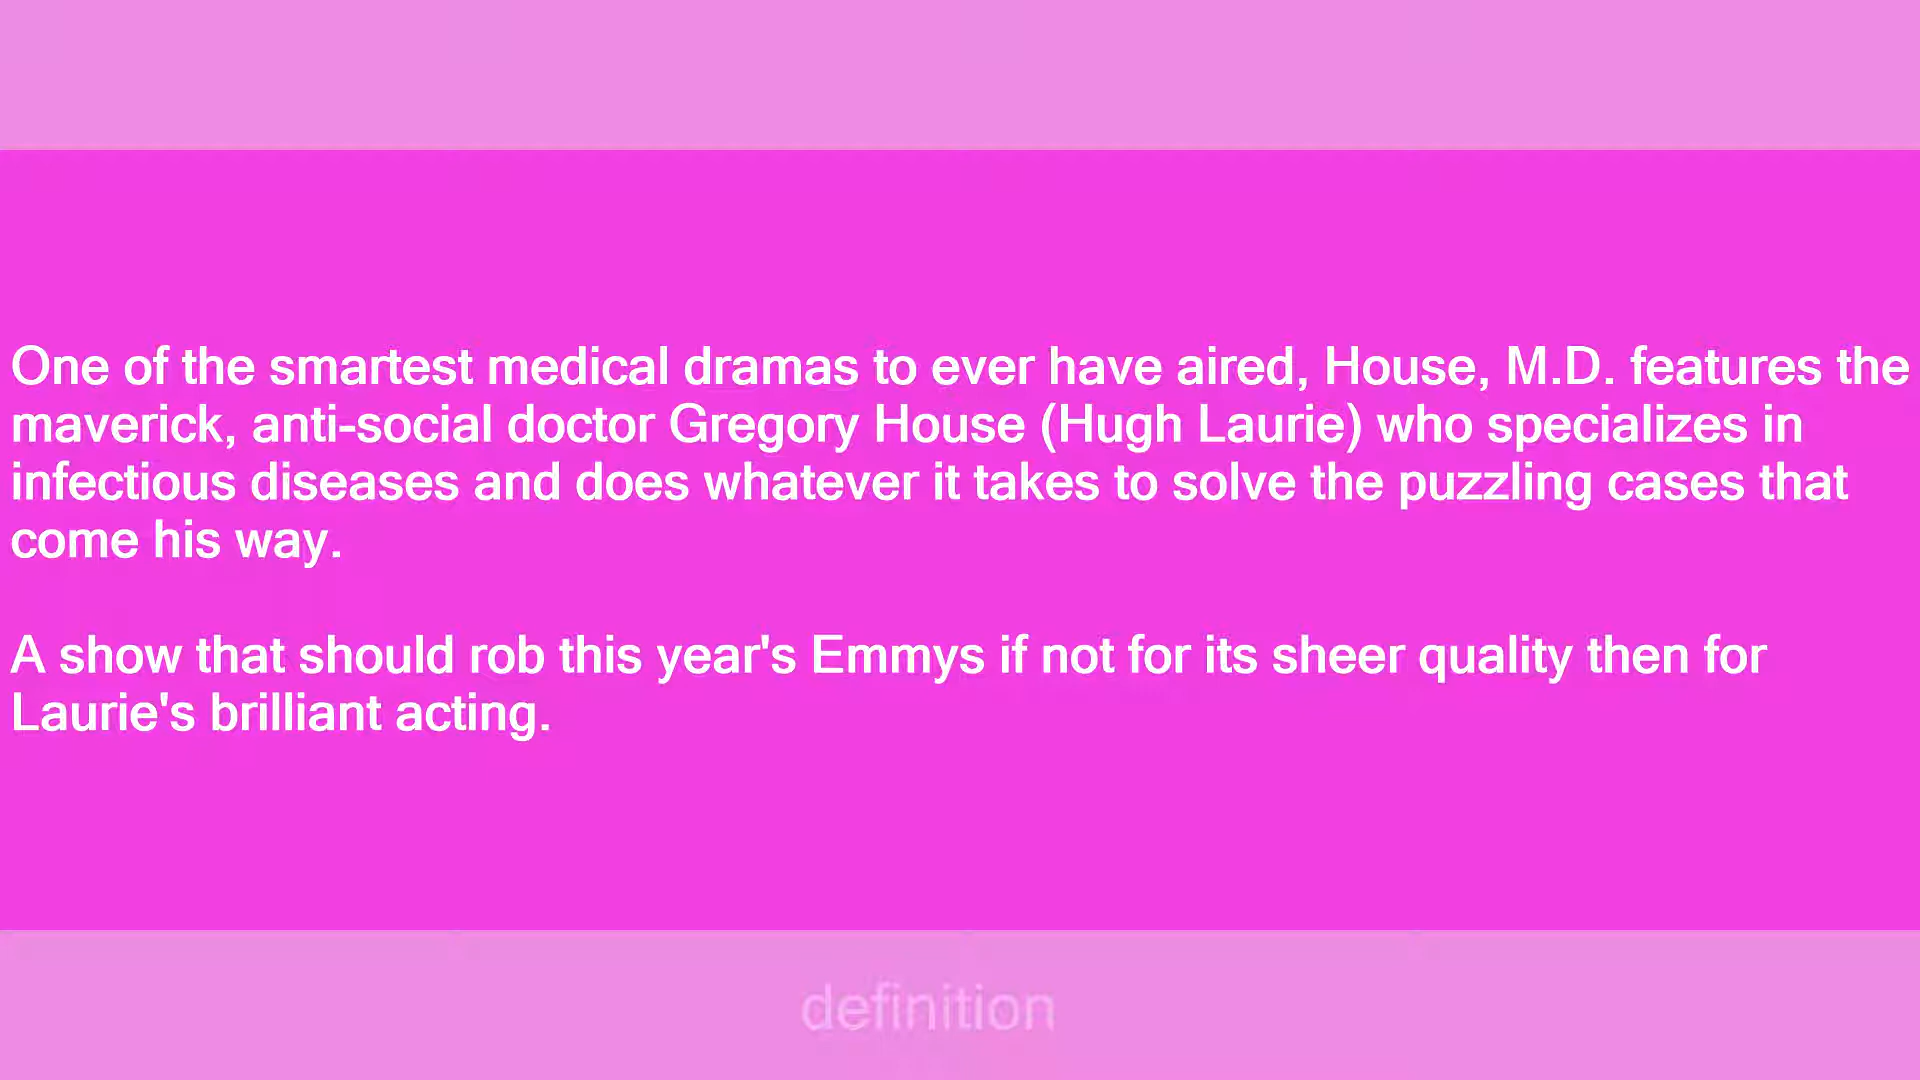 One of the smartest medical dramas to ever have aired, House, M.D. features the
maverick, anti-social doctor Gregory House (Hugh Laurie) who specializes in
infectious diseases and does whatever it takes to solve the puzzling cases that
come his way.
A show that should rob this year's Emmys if not for its sheer quality then for
Laurie's brilliant acting.
definition